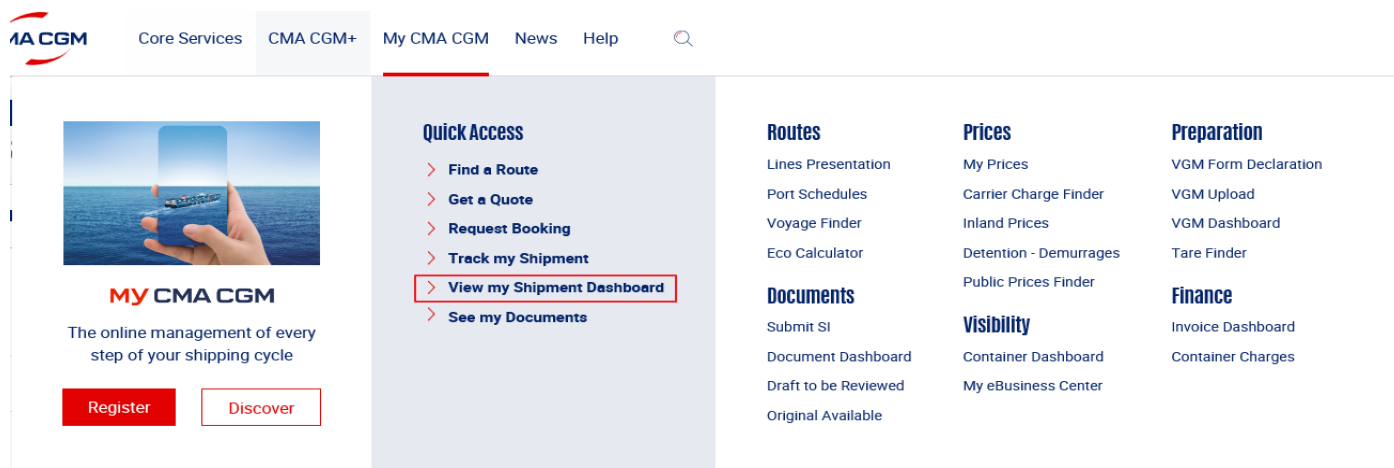 MA CGM
Core Services
CMA CGM+
My CMA CGM
News
Help
MY CMA CGM
The online management of every
step of your shipping cycle
Register
Discover
Quick Access
Find a Route
Get a Quote
Request Booking
Track my Shipment
View my Shipment Dashboard
See my Documents
Routes
Lines Presentation
Port Schedules
Voyage Finder
Eco Calculator
Documents
Submit SI
Document Dashboard
Draft to be Reviewed
Original Available
Prices
My Prices
Carrier Charge Finder
Inland Prices
Detention - Demurrages
Public Prices Finder
Visibility
Container Dashboard
My eBusiness Center
Preparation
VGM Form Declaration
VGM Upload
VGM Dashboard
Tare Finder
Finance
Invoice Dashboard
Container Charges